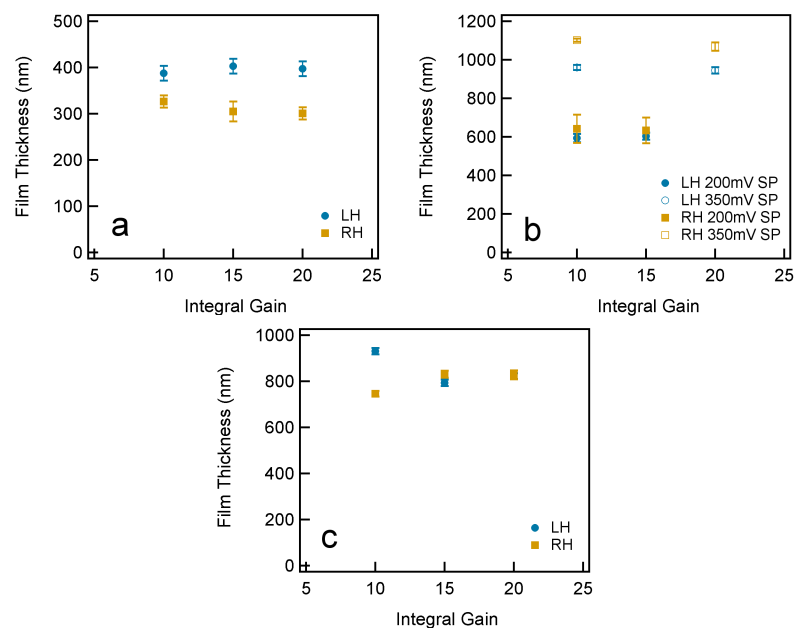 500
400
300
200
100
0
Film Thickness (nm)
a
LH
RH
5 10 15 20 25
Integral Gain
1200
1000
800
600
400
200
0
Film Thickness (nm)
b
LH 200mV SP
LH 350mV SP
RH 200mV SP
RH 350mV SP
5 10 15 20 25
Integral Gain
1000
800
600
400
200
0
Film Thickness (nm)
c
LH
RH
5 10 15 20 25
Integral Gain